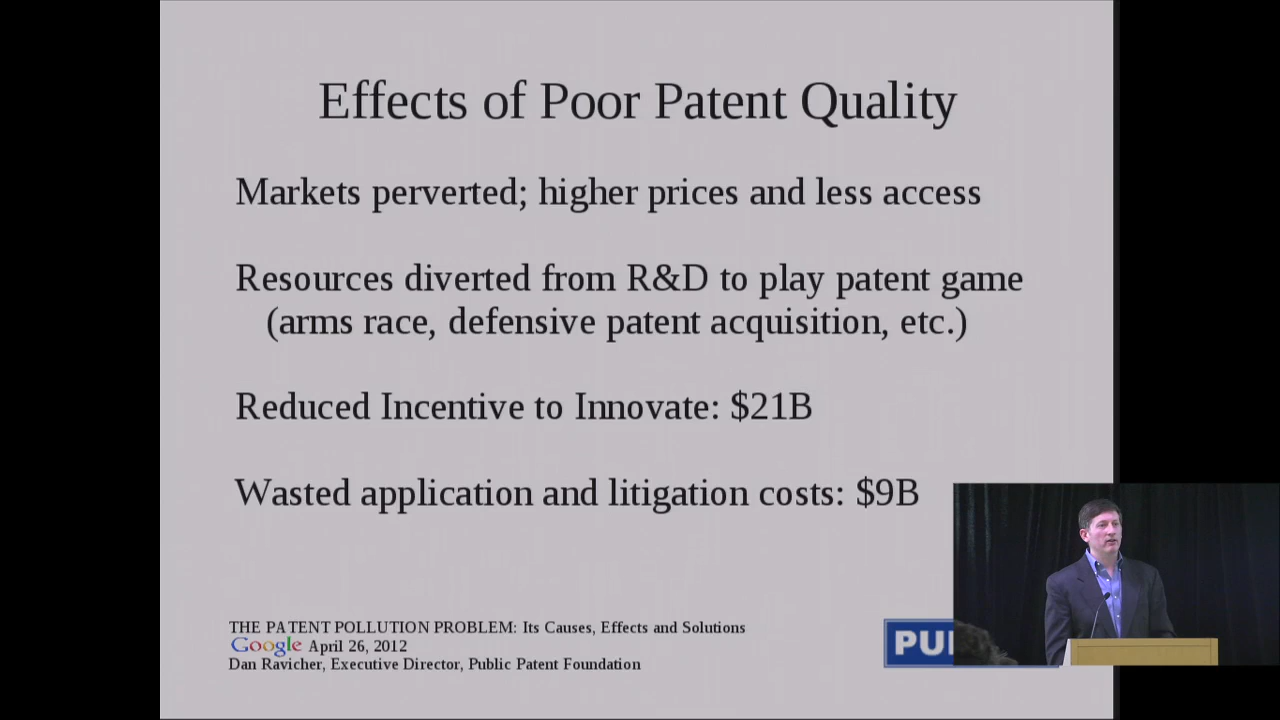 Effects of Poor Patent Quality
Markets perverted; higher prices and less access
Resources diverted from R&D to play patent game
(arms race, defensive patent acquisition, etc.)
Reduced Incentive to Innovate: $21B
Wasted application and litigation costs: $9B
THE PATENT POLLUTION PROBLEM: Its Causes, Effects and Solutions
Google April 26, 2012
Dan Ravicher, Executive Director, Public Patent Foundation